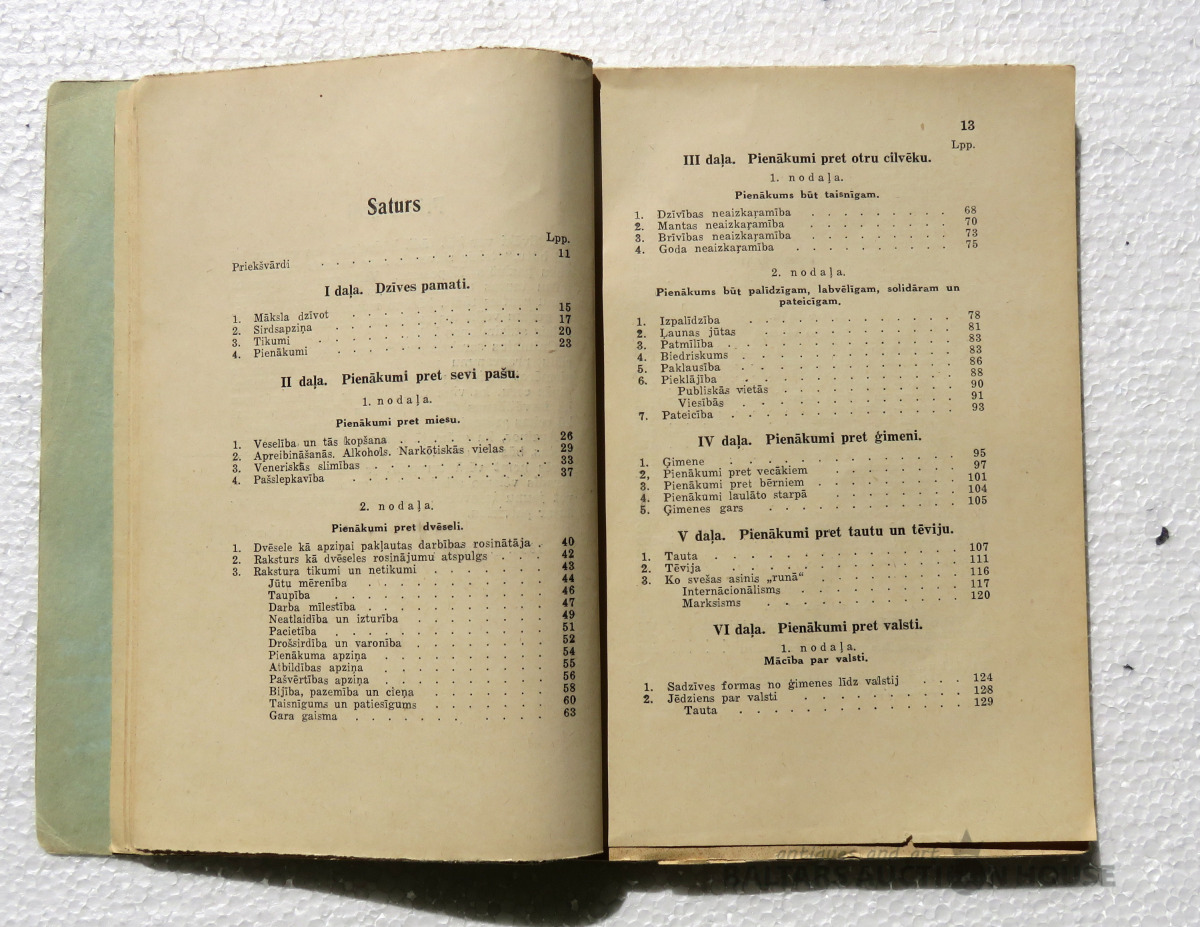 Saturs
Lpp.
Priekšvārdi . . . . . . . . . . . . . 11
I daļa. Dzīves pamati.
1. Māksla dzīvot . . . . . . . . . . . 15
2. Sirdsapziņa . . . . . . . . . . . 17
3. Tikumi . . . . . . . . . . . 20
4. Pienākumi . . . . . . . . . . . 23
II daļa. Pienākumi pret sevi pašu.
1. nodaļa.
Pienākumi pret miesu.
1. Veselība un tās kopšana . . . . . . . . . 26
2. Apreibināšanās. Alkohols. Narkōtiskās vielas . . 29
3. Veneriskās slimības . . . . . . . . . . 33
4. Pašslepkavība . . . . . . . . . . . 37
2. nodaļa.
Pienākumi pret dvēseli.
1. Dvēsele kā apziņai pakļautas darbības rosinātāja . 40
2. Raksturs kā dvēseles rosinājumu atspulgs . . . 42
3. Rakstura tikumi un netikumi . . . . . . . 43
Jūtu mērenība . . . . . . . . . . 44
Taupība . . . . . . . . . . . 46
Darba mīlestība . . . . . . . . . . 47
Neatlaidība un izturība . . . . . . . . 49
Pacietība . . . . . . . . . . . 51
Drošsirdība un varonība . . . . . . . . 52
Pienākuma apziņa . . . . . . . . . 54
Atbildības apziņa . . . . . . . . . 55
Pašvērtības apziņa . . . . . . . . . 56
Bijība, pazemība un cieņa . . . . . . . 58
Taisnīgums un patiesīgums . . . . . . . 60
Gara gaisma . . . . . . . . . . 63
13
Lpp.
III daļa. Pienākumi pret otru cilvēku.
1. nodaļa.
Pienākums būt taisnīgam.
1. Dzīvības neaizkaŗamība . . . . . . . . 68
2. Mantas neaizkaŗamība . . . . . . . . 70
3. Brīvības neaizkaŗamība . . . . . . . . 73
4. Goda neaizkaŗamība . . . . . . . . . 75
2. nodaļa.
Pienākums būt palīdzīgam, labvēlīgam, solidāram un
pateicīgam.
1. Izpalīdzība . . . . . . . . . . . 78
2. Ļaunas jūtas . . . . . . . . . . . 81
3. Patmīlība . . . . . . . . . . . 83
4. Biedriskums . . . . . . . . . . . 83
5. Paklausība . . . . . . . . . . . 86
6. Pieklājība . . . . . . . . . . . 88
Publiskās vietās . . . . . . . . . 90
Viesībās . . . . . . . . . . . 91
7. Pateicība . . . . . . . . . . . . 93
IV daļa. Pienākumi pret ģimeni.
1. Ģimene . . . . . . . . . . . 95
2, Pienākumi pret vecākiem . . . . . . . . 97
3. Pienākumi pret bērniem . . . . . . . . 101
4. Pienākumi laulāto starpā . . . . . . . . 104
5. Ģimenes gars . . . . . . . . . . 105
V daļa. Pienākumi pret tautu un tēviju.
1. Tauta . . . . . . . . . . . . 107
2. Tēvija . . . . . . . . . . . . 111
3. Ko svešas asinis „runā“ . . . . . . . . 116
Internācionālisms . . . . . . . . . 117
Marksisms . . . . . . . . . . 120
VI daļa. Pienākumi pret valsti.
1. nodaļa.
Mācība par valsti.
1. Sadzīves formas no ģimenes līdz valstij . . . 124
2. Jēdziens par valsti . . . . . . . . . 128
Tauta . . . . . . . . . . . 129
antiques and art
BALTARS AUCTION HOUSE